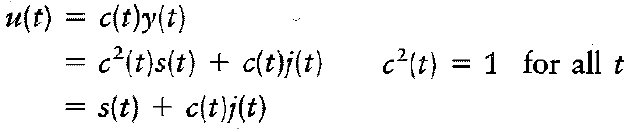 u(t) = c(t)y(t)
= c²(t)s(t) + c(t)j(t) c²(t) = 1 for all t
= s(t) + c(t)j(t)